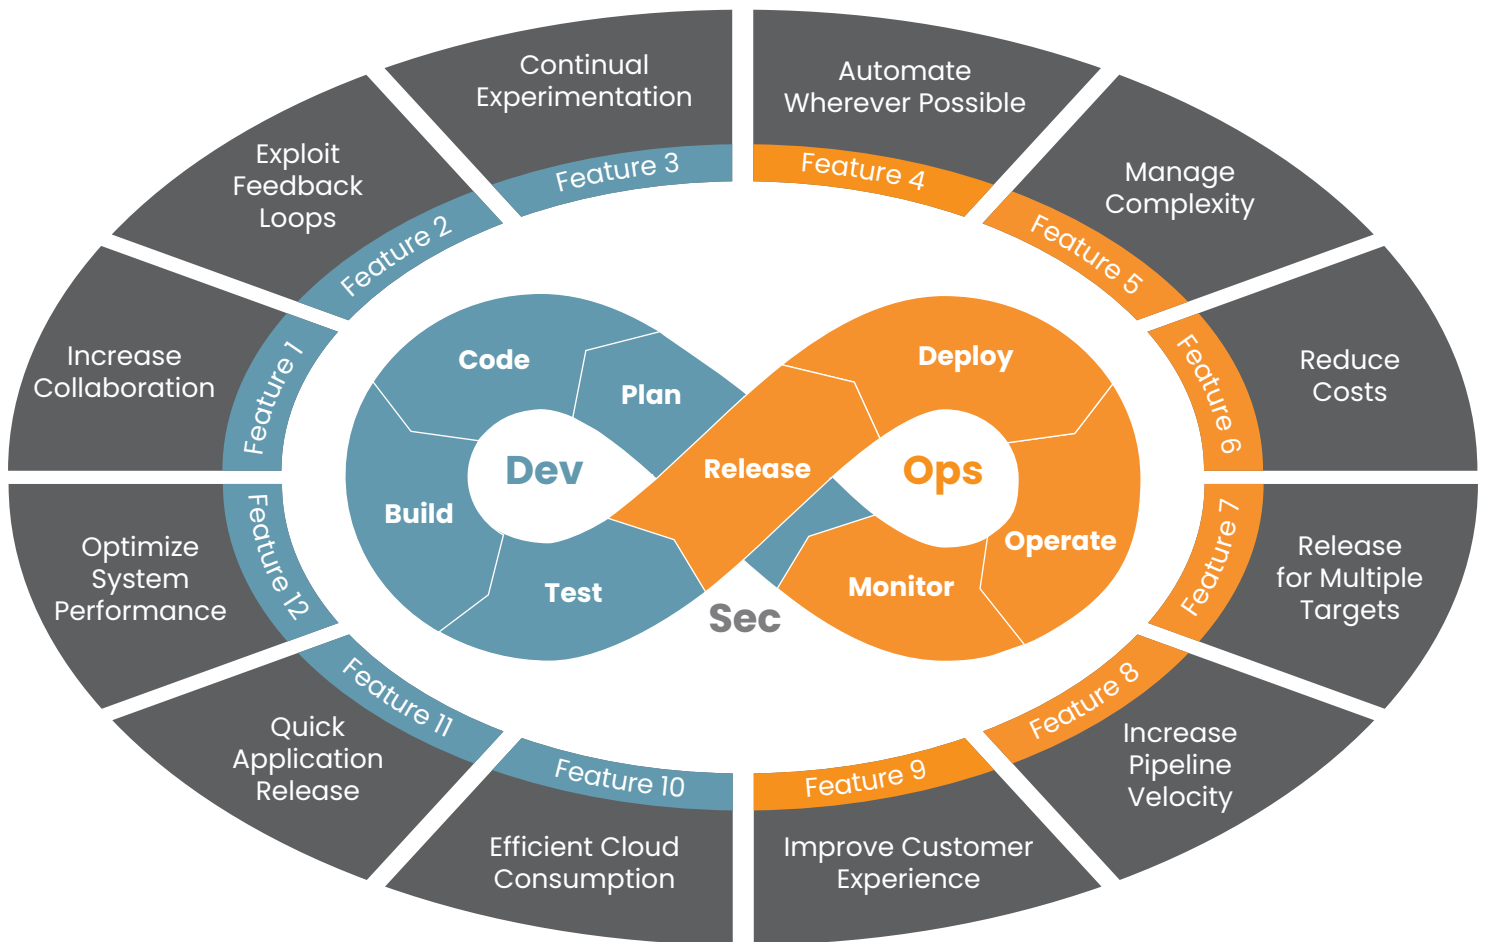 Continual
Experimentation
Feature 3
Automate
Wherever Possible
Feature 4
Exploit
Feedback
Loops
Feature 2
Manage
Complexity
Feature 5
Increase
Collaboration
Feature 1
Reduce
Costs
Feature 6
Code
Plan
Deploy
Dev
Release
Ops
Build
Operate
Test
Monitor
Sec
Optimize
System
Performance
Feature 12
Release
for Multiple
Targets
Feature 7
Quick
Application
Release
Feature 11
Increase
Pipeline
Velocity
Feature 8
Feature 10
Efficient Cloud
Consumption
Feature 9
Improve Customer
Experience